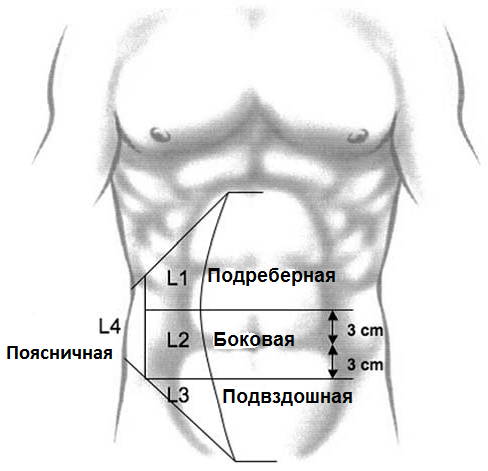 L1 Подреберная
3 cm
L4
L2 Боковая
Поясничная
3 cm
L3 Подвздошная